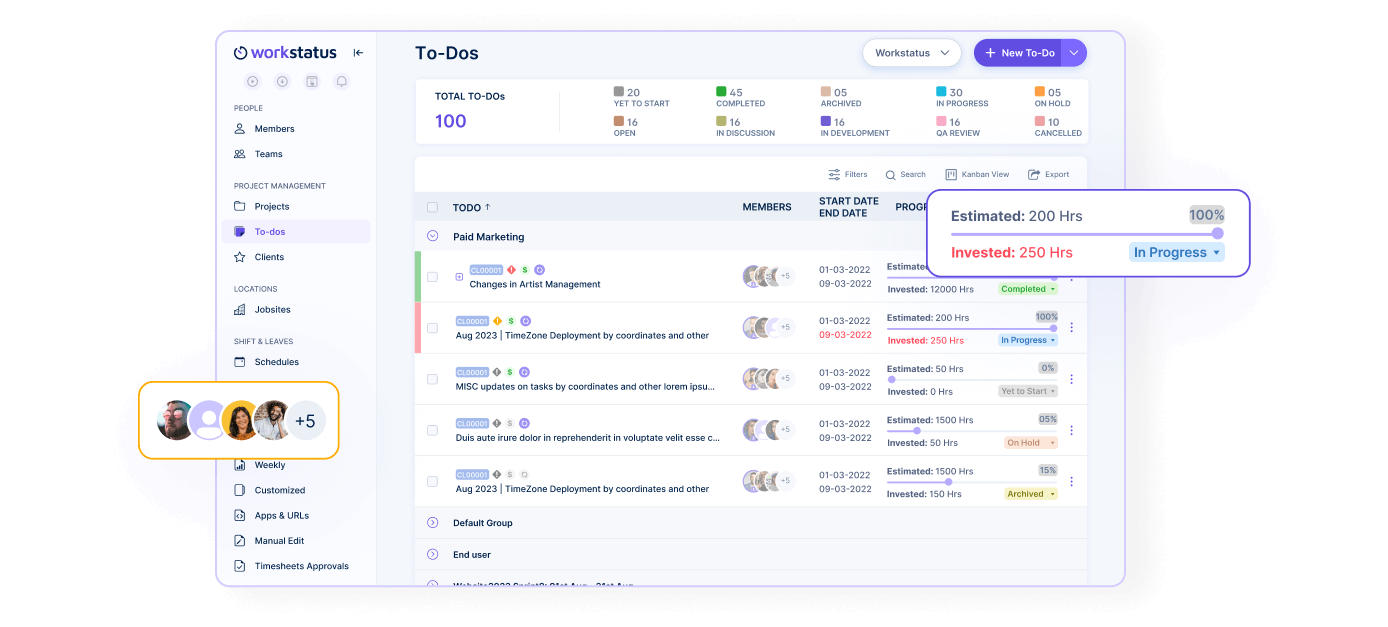 workstatus
PEOPLE
Members
Teams
PROJECT MANAGEMENT
Projects
To-dos
Clients
LOCATIONS
Jobsites
SHIFT & LEAVES
Schedules
+5
Weekly
Customized
Apps & URLs
Manual Edit
Timesheets Approvals
To-Dos
Workstatus
+ New To-Do
TOTAL TO-DOs
100
20
YET TO START
45
COMPLETED
05
ARCHIVED
30
IN PROGRESS
05
ON HOLD
16
OPEN
16
IN DISCUSSION
16
IN DEVELOPMENT
16
QA REVIEW
10
CANCELLED
Filters
Search
Kanban View
Export
TODO ↑
MEMBERS
START DATE
END DATE
Estimated: 200 Hrs 100%
Invested: 250 Hrs In Progress
Paid Marketing
CL00001 $
Changes in Artist Management
+5
01-03-2022
09-03-2022
Invested: 12000 Hrs Completed
CL00001 $
Aug 2023 | TimeZone Deployment by coordinates and other
+5
01-03-2022
09-03-2022
Estimated: 200 Hrs 100%
Invested: 250 Hrs In Progress
CL00001 $
MISC updates on tasks by coordinates and other lorem ipsu...
+5
01-03-2022
09-03-2022
Estimated: 50 Hrs 0%
Invested: 0 Hrs Yet to Start
CL00001 $
Duis aute irure dolor in reprehenderit in voluptate velit esse c...
+5
01-03-2022
09-03-2022
Estimated: 1500 Hrs 05%
Invested: 50 Hrs On Hold
CL00001 $
Aug 2023 | TimeZone Deployment by coordinates and other
+5
01-03-2022
09-03-2022
Estimated: 1500 Hrs 15%
Invested: 150 Hrs Archived
Default Group
End user